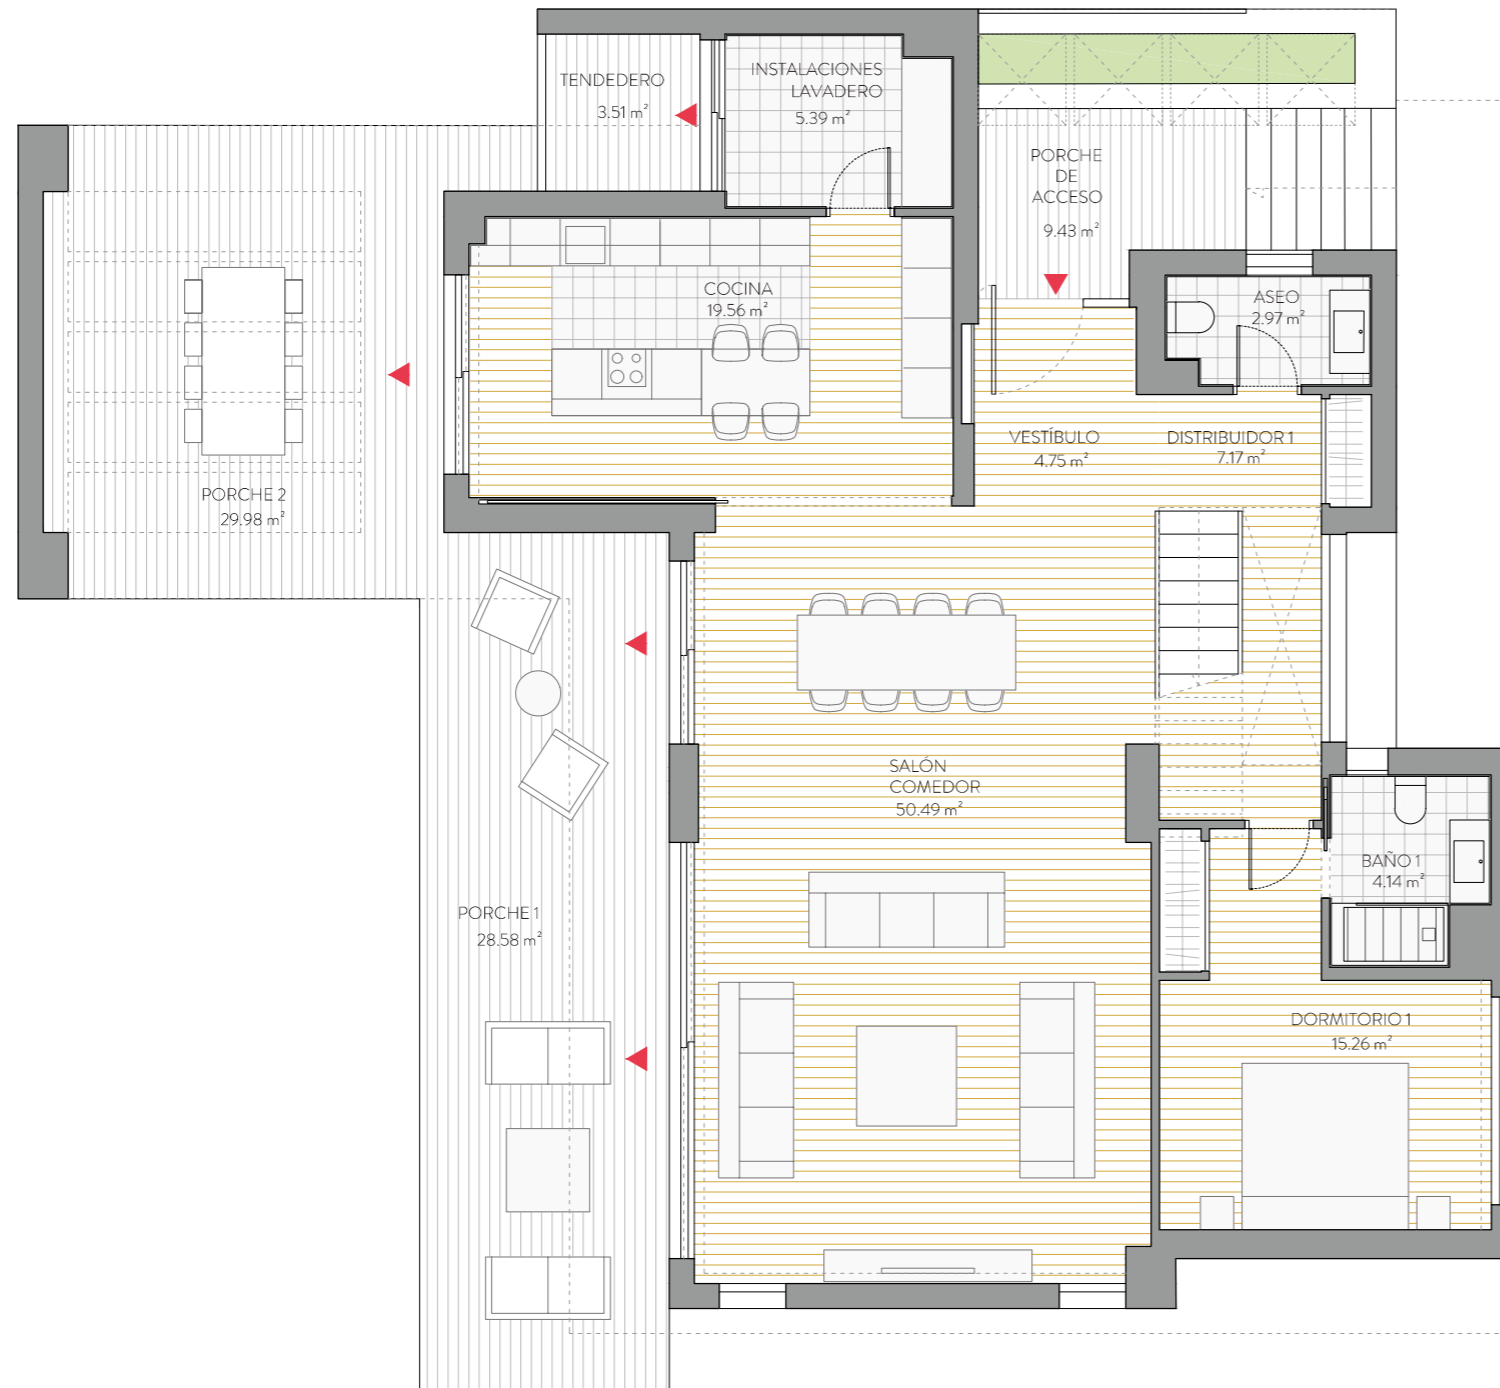 TENDEDERO
3.51 m²
INSTALACIONES
LAVADERO
5.39 m²
PORCHE
DE
ACCESO
9.43 m²
COCINA
19.56 m²
ASEO
2.97 m²
VESTÍBULO
4.75 m²
DISTRIBUIDOR 1
7.17 m²
PORCHE 2
29.98 m²
SALÓN
COMEDOR
50.49 m²
BAÑO 1
4.14 m²
PORCHE 1
28.58 m²
DORMITORIO 1
15.26 m²